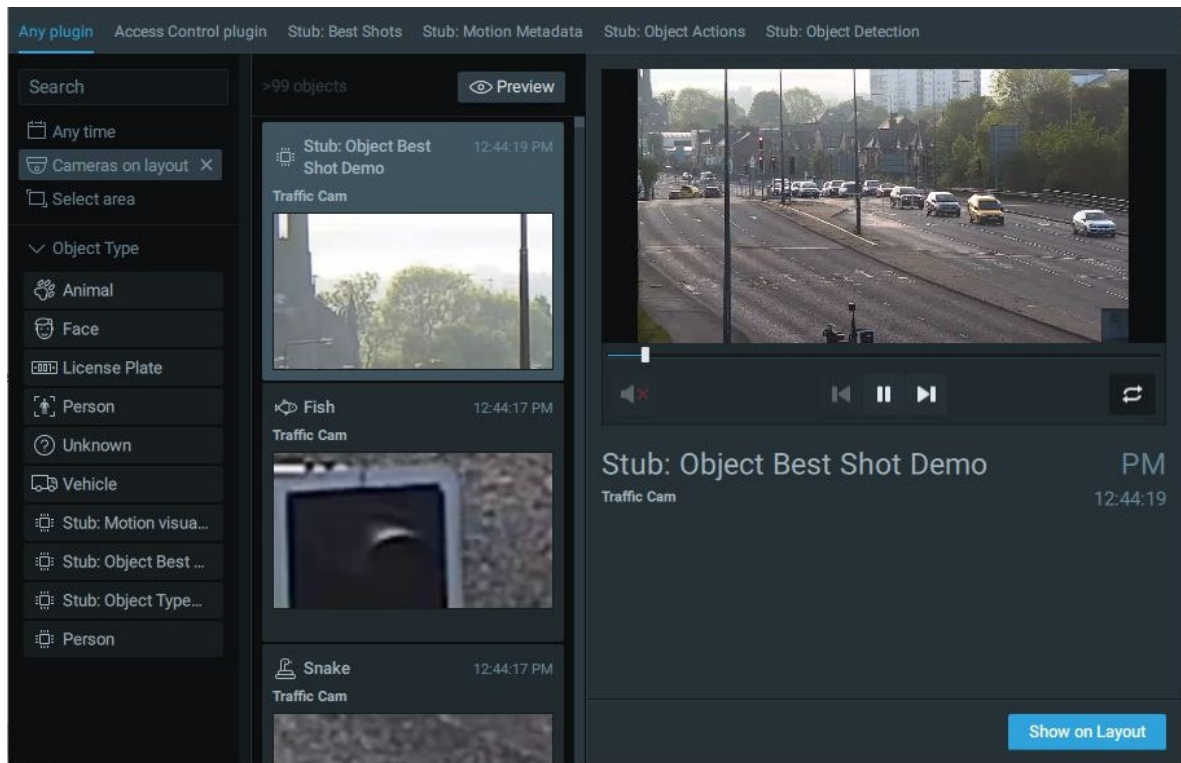 Any plugin Access Control plugin Stub: Best Shots Stub: Motion Metadata Stub: Object Actions Stub: Object Detection
Search
Any time
Cameras on layout
Select area
Object Type
Animal
Face
License Plate
Person
Unknown
Vehicle
Stub: Motion visua...
Stub: Object Best ...
Stub: Object Type...
Person
>99 objects
Preview
Stub: Object Best
Shot Demo
12:44:19 PM
Traffic Cam
Fish 12:44:17 PM
Traffic Cam
Snake 12:44:17 PM
Traffic Cam
Stub: Object Best Shot Demo PM
Traffic Cam 12:44:19
Show on Layout